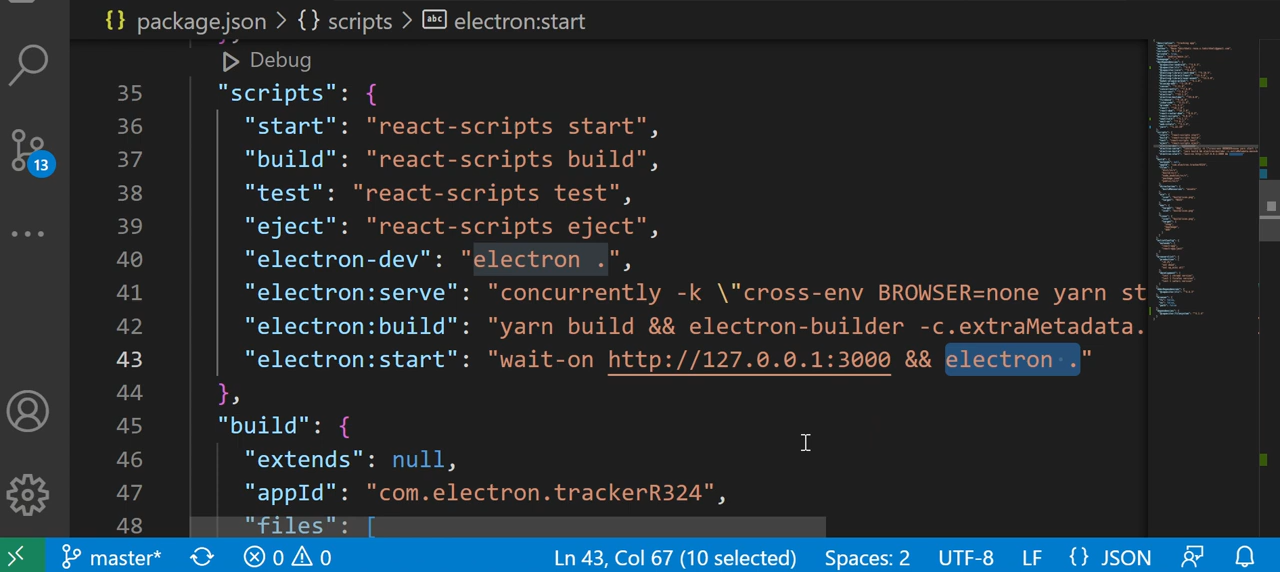 {} package.json > {} scripts > abc electron:start
Debug
35 "scripts": {
36 "start": "react-scripts start",
37 "build": "react-scripts build",
38 "test": "react-scripts test",
39 "eject": "react-scripts eject",
40 "electron-dev": "electron .",
41 "electron:serve": "concurrently -k \"cross-env BROWSER=none yarn st
42 "electron:build": "yarn build && electron-builder -c.extraMetadata.
43 "electron:start": "wait-on http://127.0.0.1:3000 && electron ."
44 },
45 "build": {
46 "extends": null,
47 "appId": "com.electron.trackerR324",
48 "files": [
13
master* 0 0 Ln 43, Col 67 (10 selected) Spaces: 2 UTF-8 LF {} JSON